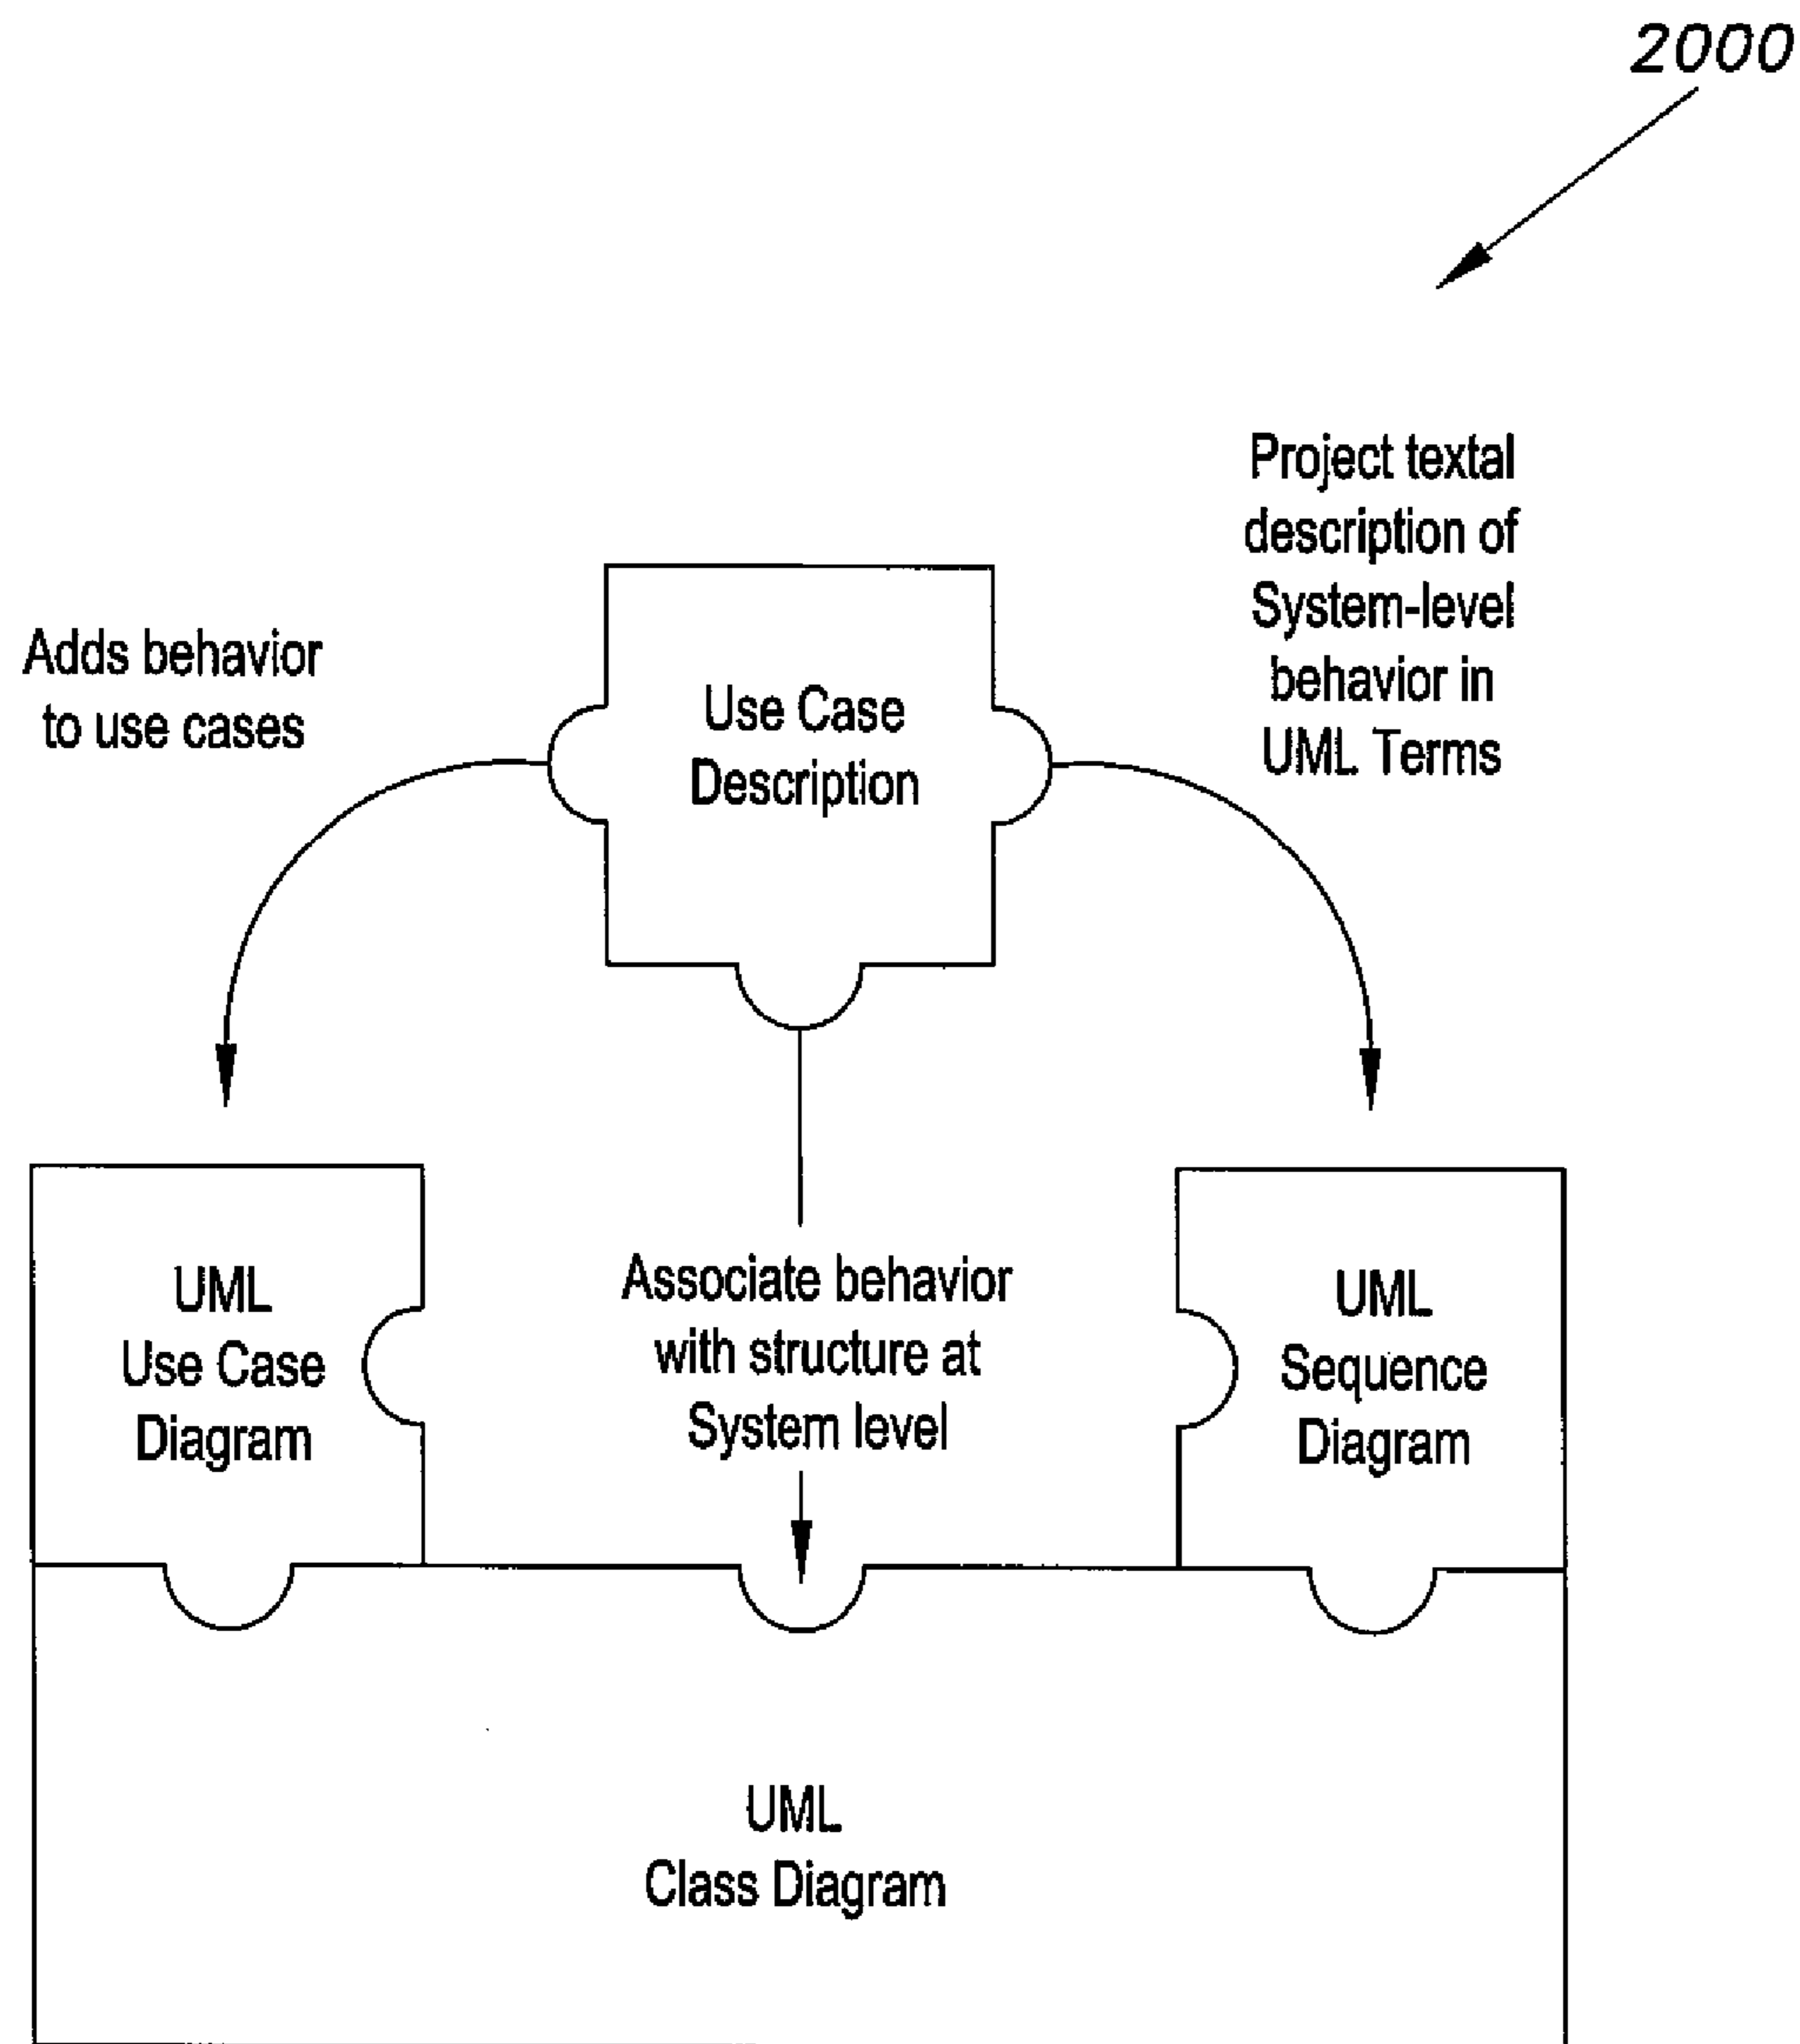 2000
Project textal
description of
System-level
behavior in
UML Terms
Adds behavior
to use cases
Use Case
Description
UML
Use Case
Diagram
Associate behavior
with structure at
System level
UML
Sequence
Diagram
UML
Class Diagram